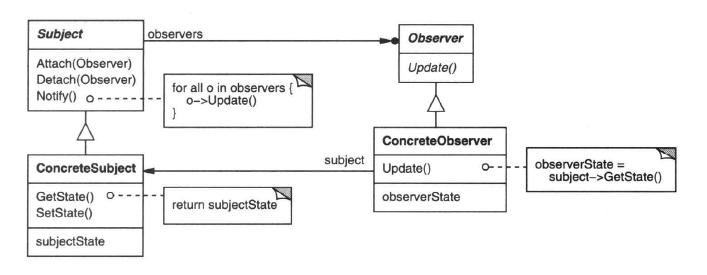 Subject
observers
Observer
Attach(Observer)
Detach(Observer)
Notify()
for all o in observers {
o->Update()
}
Update()
ConcreteSubject
GetState()
SetState()
subjectState
return subjectState
subject
ConcreteObserver
Update()
observerState
observerState =
subject->GetState()